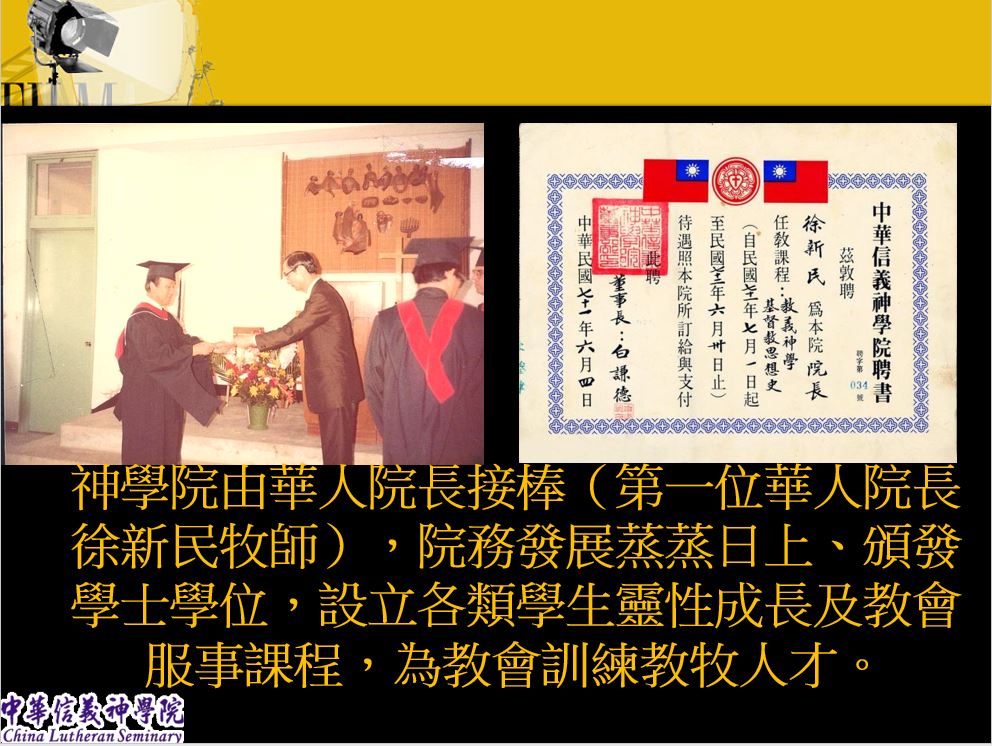 中華信義神學院聘書
聘字第
034
號
茲敦聘
徐新民 為本院 院長
任教課程：教義神學
基督教思想史
（自民國七十一年七月一日起
至民國七十三年六月卅日止）
待遇照本院所訂給與支付
此聘
董事長：白謙德
中華民國七十一年六月四日
神學院由華人院長接棒（第一位華人院長
徐新民牧師），院務發展蒸蒸日上、頒發
學士學位，設立各類學生靈性成長及教會
服事課程，為教會訓練教牧人才。
中華信義神學院
China Lutheran Seminary